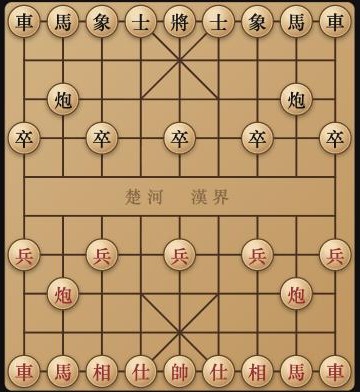 車馬象士將士象馬車
炮炮
卒卒卒卒卒
楚河 漢界
兵兵兵兵兵
炮炮
車馬相仕帥仕相馬車